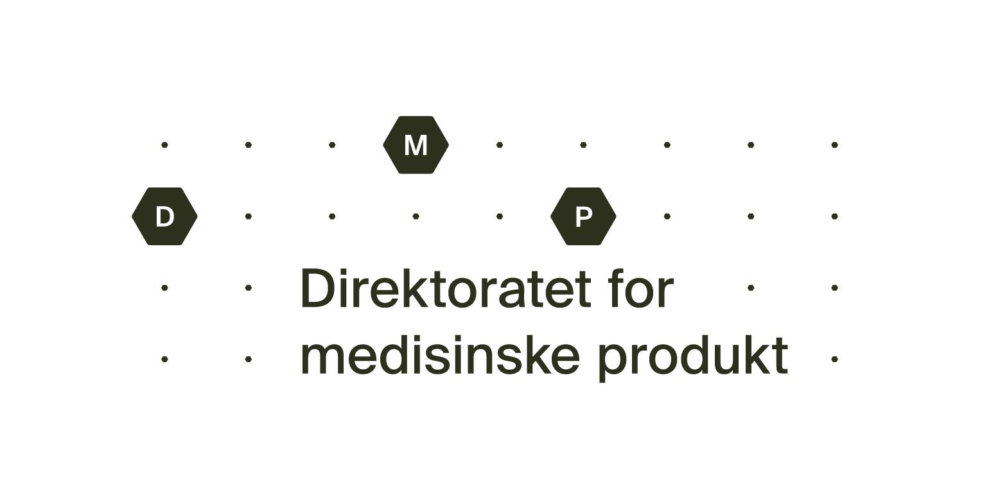 M
D P
Direktoratet for
medisinske produkt